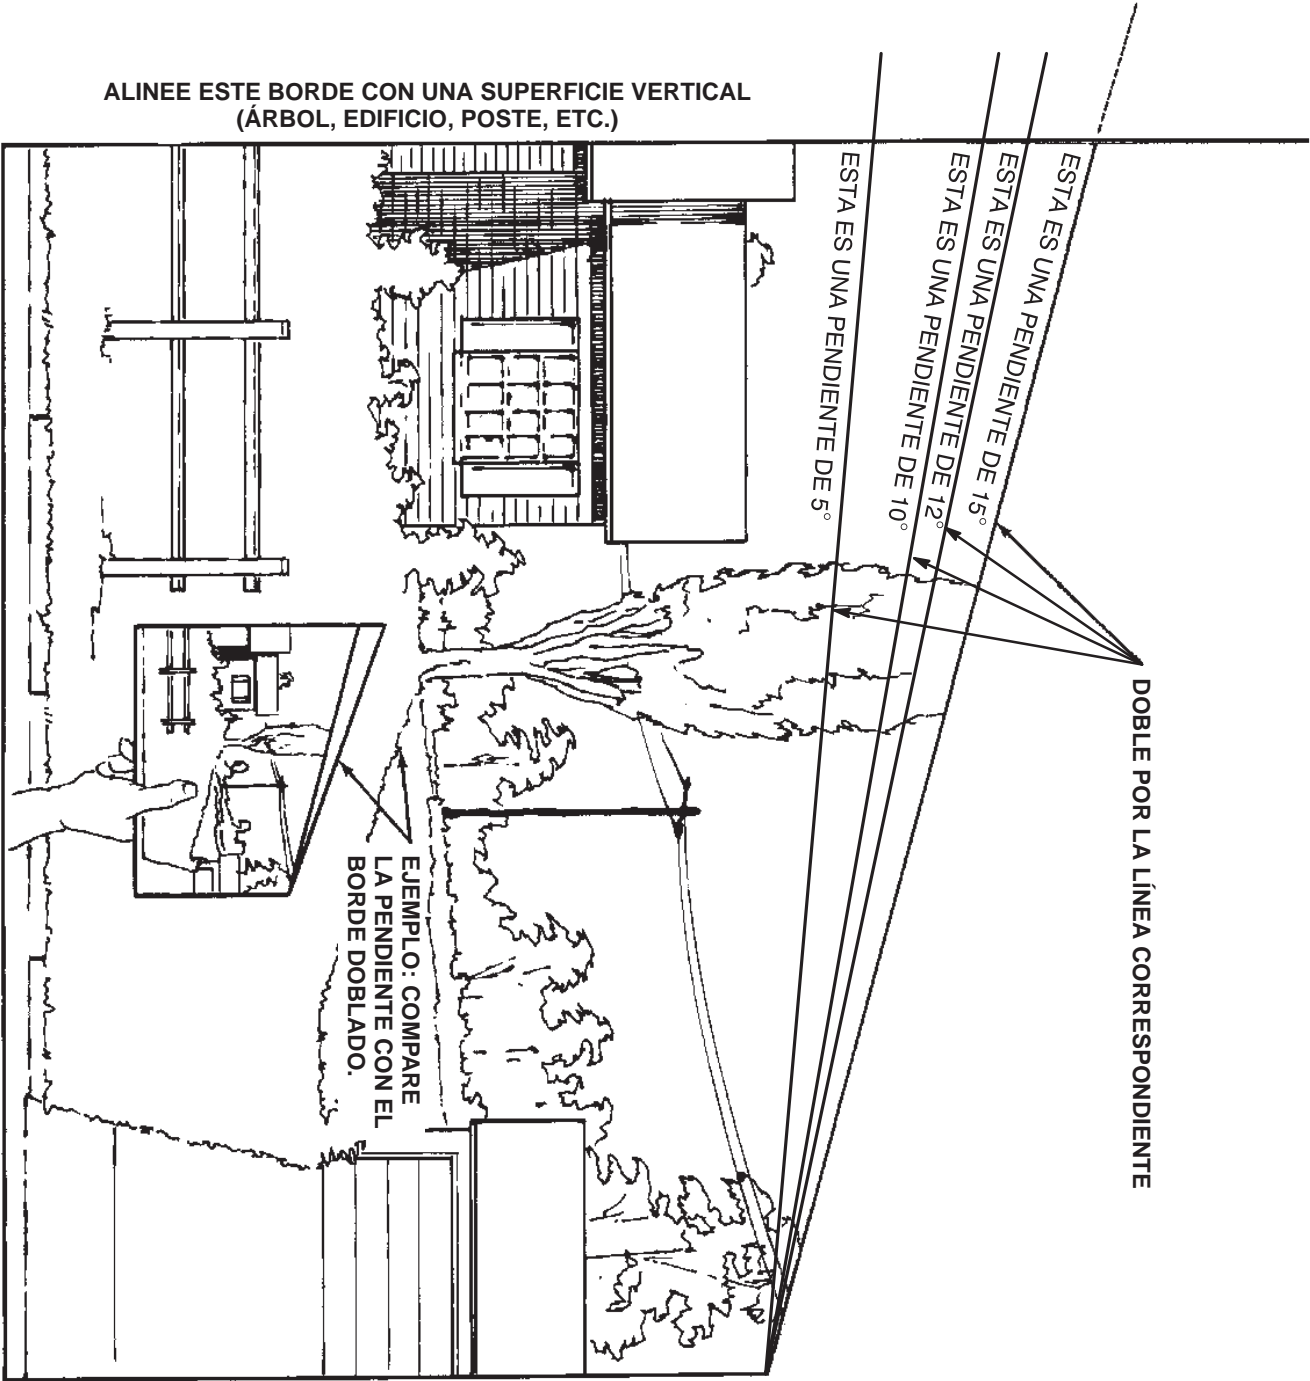 ALINEE ESTE BORDE CON UNA SUPERFICIE VERTICAL
(ÁRBOL, EDIFICIO, POSTE, ETC.)
ESTA ES UNA PENDIENTE DE 15°
ESTA ES UNA PENDIENTE DE 12°
ESTA ES UNA PENDIENTE DE 10°
ESTA ES UNA PENDIENTE DE 5°
DOBLE POR LA LÍNEA CORRESPONDIENTE
EJEMPLO: COMPARE
LA PENDIENTE CON EL
BORDE DOBLADO.